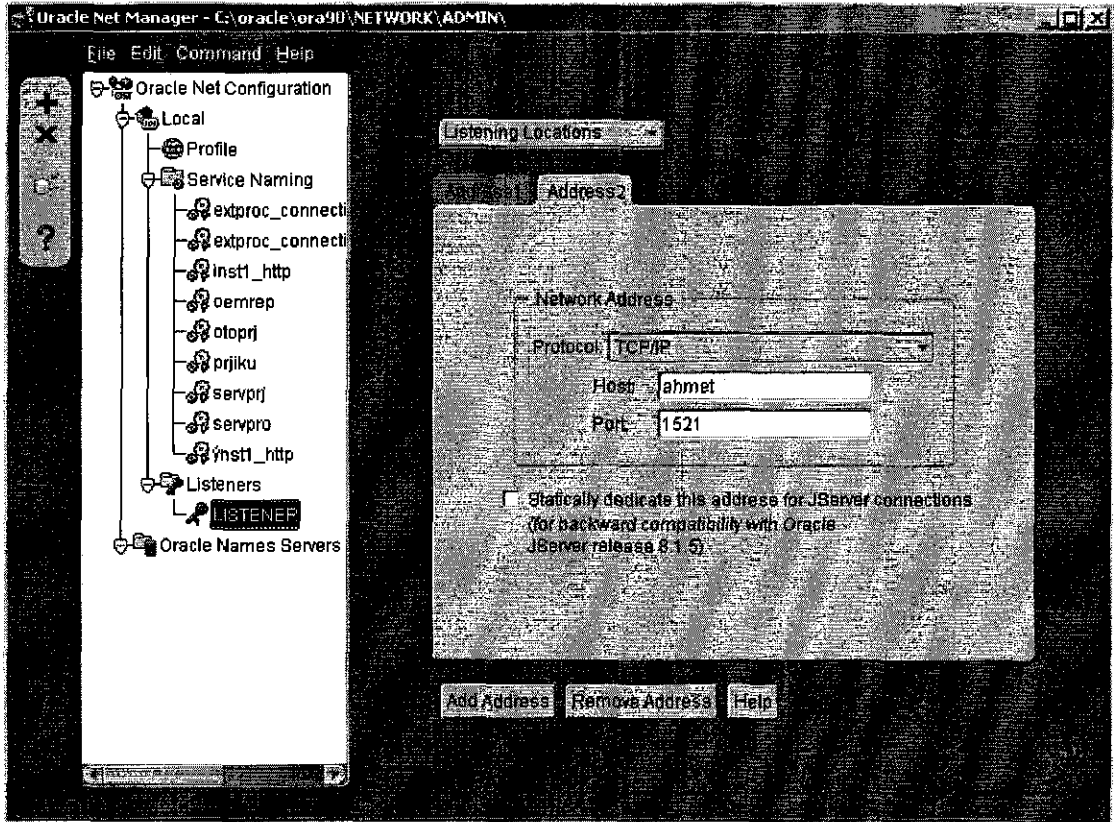 Oracle Net Manager - C:\oracle\ora90\NETWORK\ADMIN\
File Edit Command Help
Oracle Net Configuration
Local
Profile
Service Naming
extproc_connecti
extproc_connecti
inst1_http
oemrep
otoprj
prjiku
servprj
servpro
ýnst1_http
Listeners
LISTENER
Oracle Names Servers
Listening Locations
Address1 Address2
Network Address
Protocol: TCP/IP
Host: ahmet
Port: 1521
Statically dedicate this address for JServer connections
(for backward compatibility with Oracle
JServer release 8.1.5)
Add Address Remove Address Help